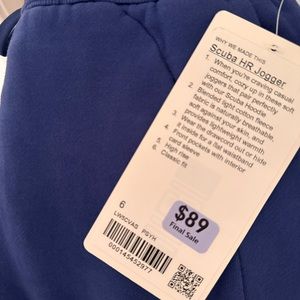 WHY WE MADE THIS
Scuba HR Jogger
1. When you're craving casual
comfort, cozy up in these soft
joggers that pair perfectly
with our Scuba Hoodie
2. Blended light cotton fleece
fabric is naturally breathable,
soft against your skin, and
provides lightweight warmth
3. Wear the drawcord out or hide
it inside for a flat waistband
4. Front pockets with interior
card sleeve
5. High rise
6. Classic fit
6
LW5CVAS PSYH
$89
Final Sale
000145452977